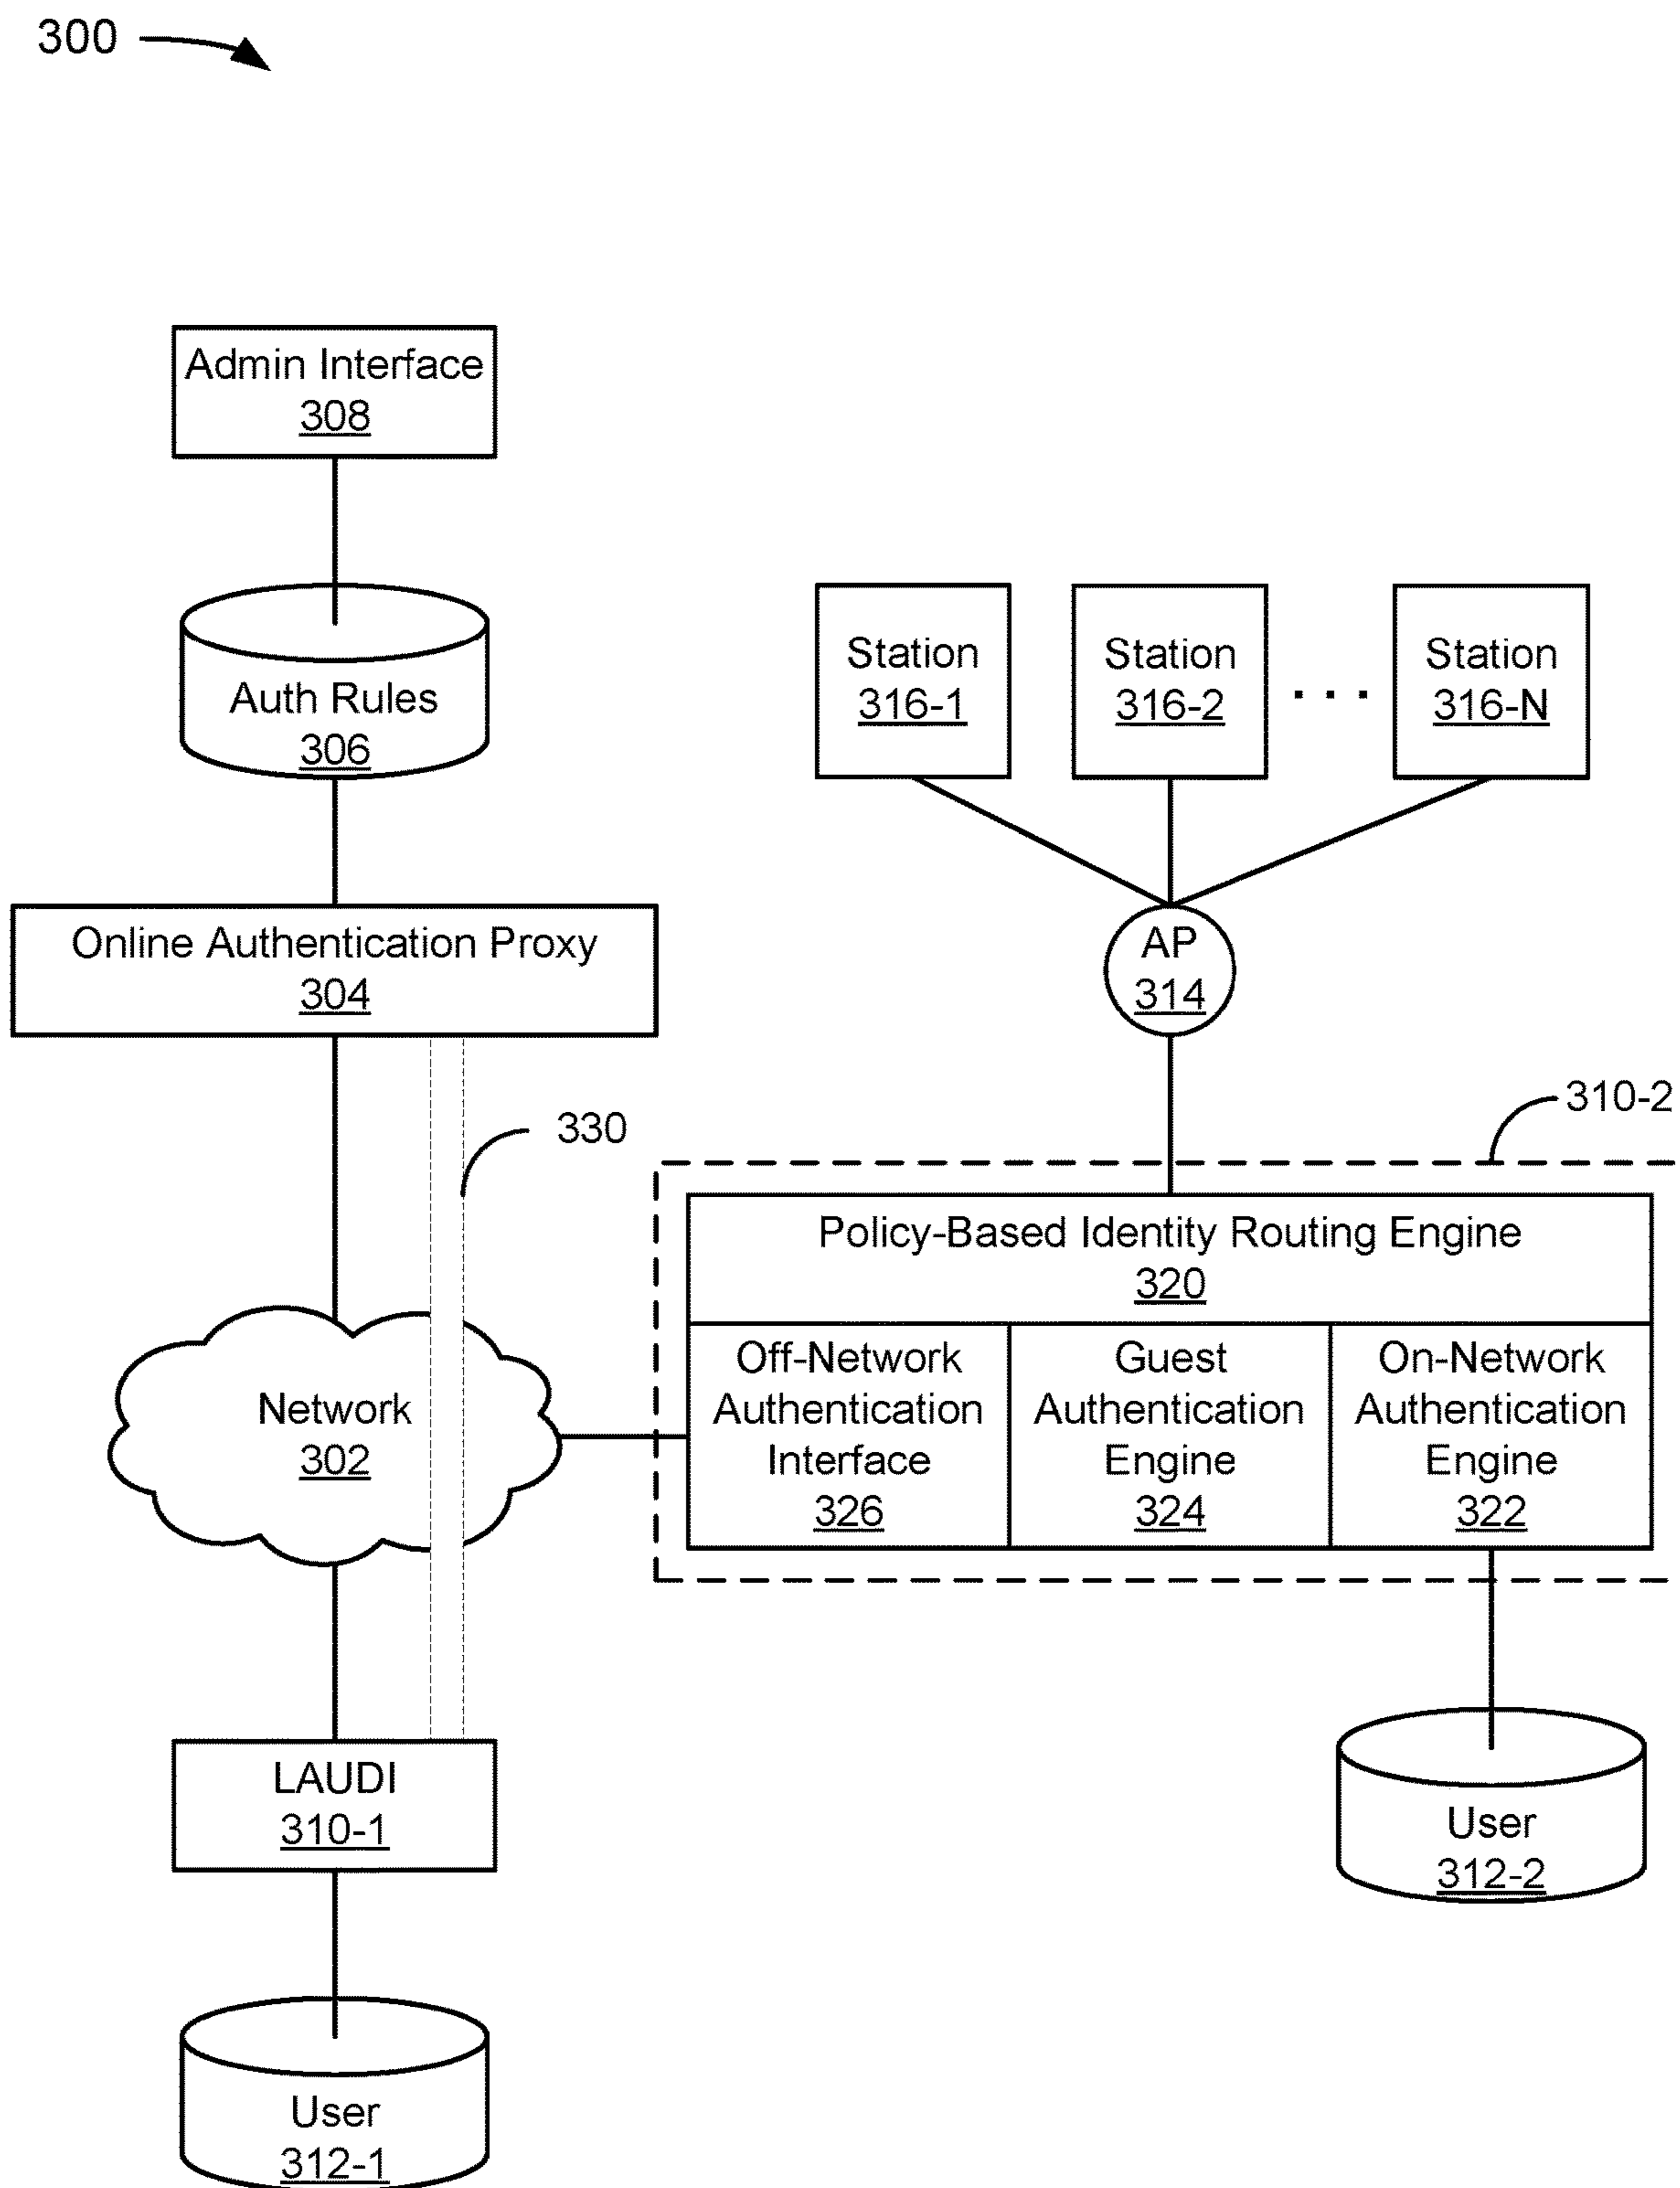 300
Admin Interface
308
Auth Rules
306
Station
316-1
Station
316-2
. . .
Station
316-N
Online Authentication Proxy
304
AP
314
330
310-2
Policy-Based Identity Routing Engine
320
Off-Network
Authentication
Interface
326
Guest
Authentication
Engine
324
On-Network
Authentication
Engine
322
Network
302
LAUDI
310-1
User
312-2
User
312-1